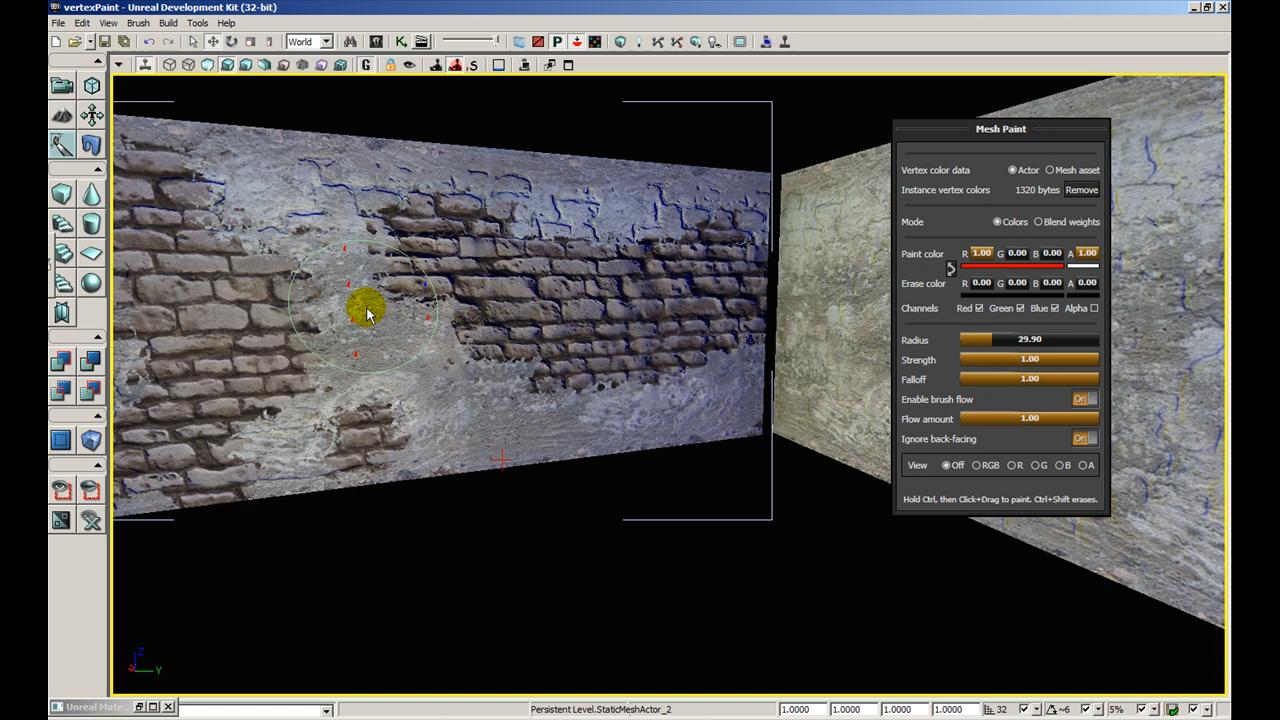 vertexPaint - Unreal Development Kit (32-bit)
File Edit View Brush Build Tools Help
World
G S
Mesh Paint
Vertex color data Actor Mesh asset
Instance vertex colors 1320 bytes Remove
Mode Colors Blend weights
Paint color R 1.00 G 0.00 B 0.00 A 1.00
Erase color R 0.00 G 0.00 B 0.00 A 0.00
Channels Red Green Blue Alpha
Radius 29.90
Strength 1.00
Falloff 1.00
Enable brush flow On
Flow amount 1.00
Ignore back-facing On
View Off RGB R G B A
Hold Ctrl, then Click+Drag to paint. Ctrl+Shift erases.
Z
Y
Unreal Mate...
Persistent Level.StaticMeshActor_2 1.0000 1.0000 1.0000 1.0000 32 ~6 5%